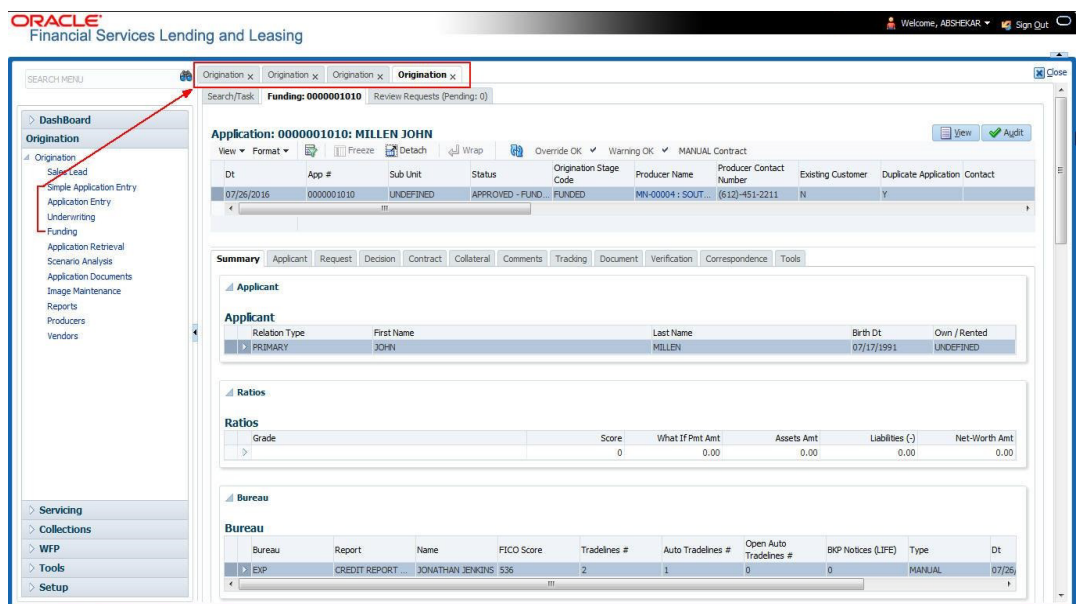 ORACLE
Welcome, ABSHEKAR Sign Out
Financial Services Lending and Leasing
SEARCH MENU
Origination x Origination x Origination x Origination x
Close
Search/Task Funding: 0000001010 Review Requests (Pending: 0)
DashBoard
Origination
Origination
Sales Lead
Simple Application Entry
Application Entry
Underwriting
Funding
Application Retrieval
Scenario Analysis
Application Documents
Image Maintenance
Reports
Producers
Vendors
Servicing
Collections
WFP
Tools
Setup
Application: 0000001010: MILLEN JOHN
View Audit
View Format Freeze Detach Wrap Override OK Warning OK MANUAL Contract
Dt App # Sub Unit Status Origination Stage Code Producer Name Producer Contact Number Existing Customer Duplicate Application Contact
07/26/2016 0000001010 UNDEFINED APPROVED - FUND... FUNDED MN-00004 : SOUT... (612)-451-2211 N Y
Summary Applicant Request Decision Contract Collateral Comments Tracking Document Verification Correspondence Tools
Applicant
Applicant
Relation Type First Name Last Name Birth Dt Own / Rented
PRIMARY JOHN MILLEN 07/17/1991 UNDEFINED
Ratios
Ratios
Grade Score What If Pmt Amt Assets Amt Liabilities (-) Net-Worth Amt
0 0.00 0.00 0.00 0.00
Bureau
Bureau
Bureau Report Name FICO Score Tradelines # Auto Tradelines # Open Auto Tradelines # BKP Notices (LIFE) Type Dt
EXP CREDIT REPORT ... JONATHAN JENKINS 536 2 1 0 0 MANUAL 07/26/